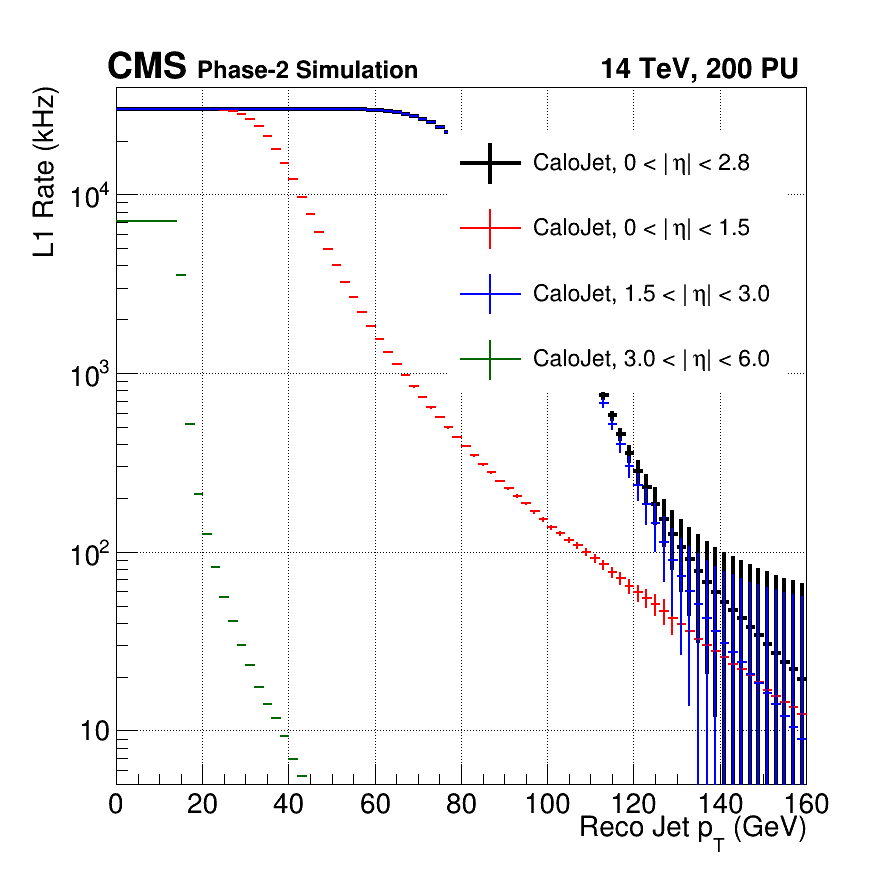 CMS Phase-2 Simulation 14 TeV, 200 PU
L1 Rate (kHz)
10⁴
10³
10²
10
CaloJet, 0 < |η| < 2.8
CaloJet, 0 < |η| < 1.5
CaloJet, 1.5 < |η| < 3.0
CaloJet, 3.0 < |η| < 6.0
0 20 40 60 80 100 120 140 160
Reco Jet p_T (GeV)